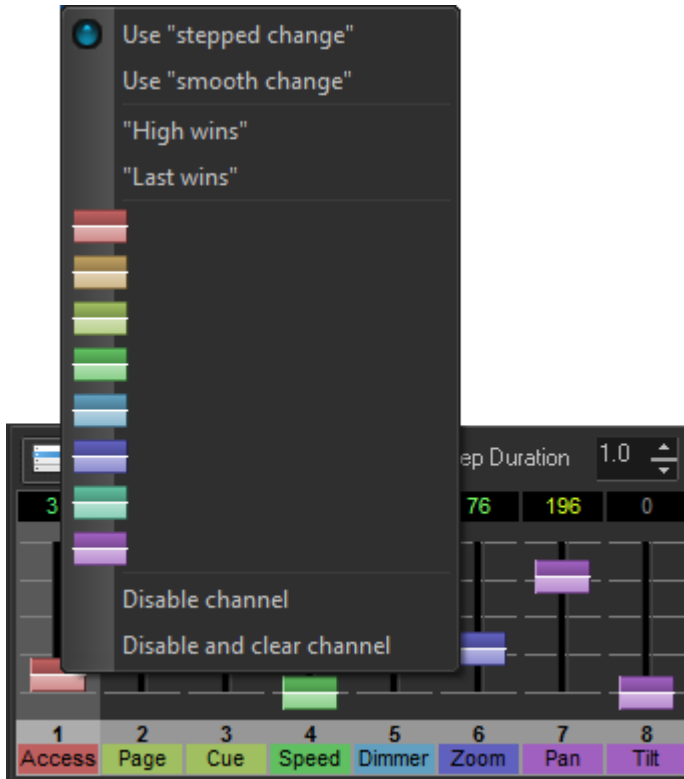 Use "stepped change"
Use "smooth change"
"High wins"
"Last wins"
Disable channel
Disable and clear channel
ep Duration 1.0
3 76 196 0
1 2 3 4 5 6 7 8
Access Page Cue Speed Dimmer Zoom Pan Tilt